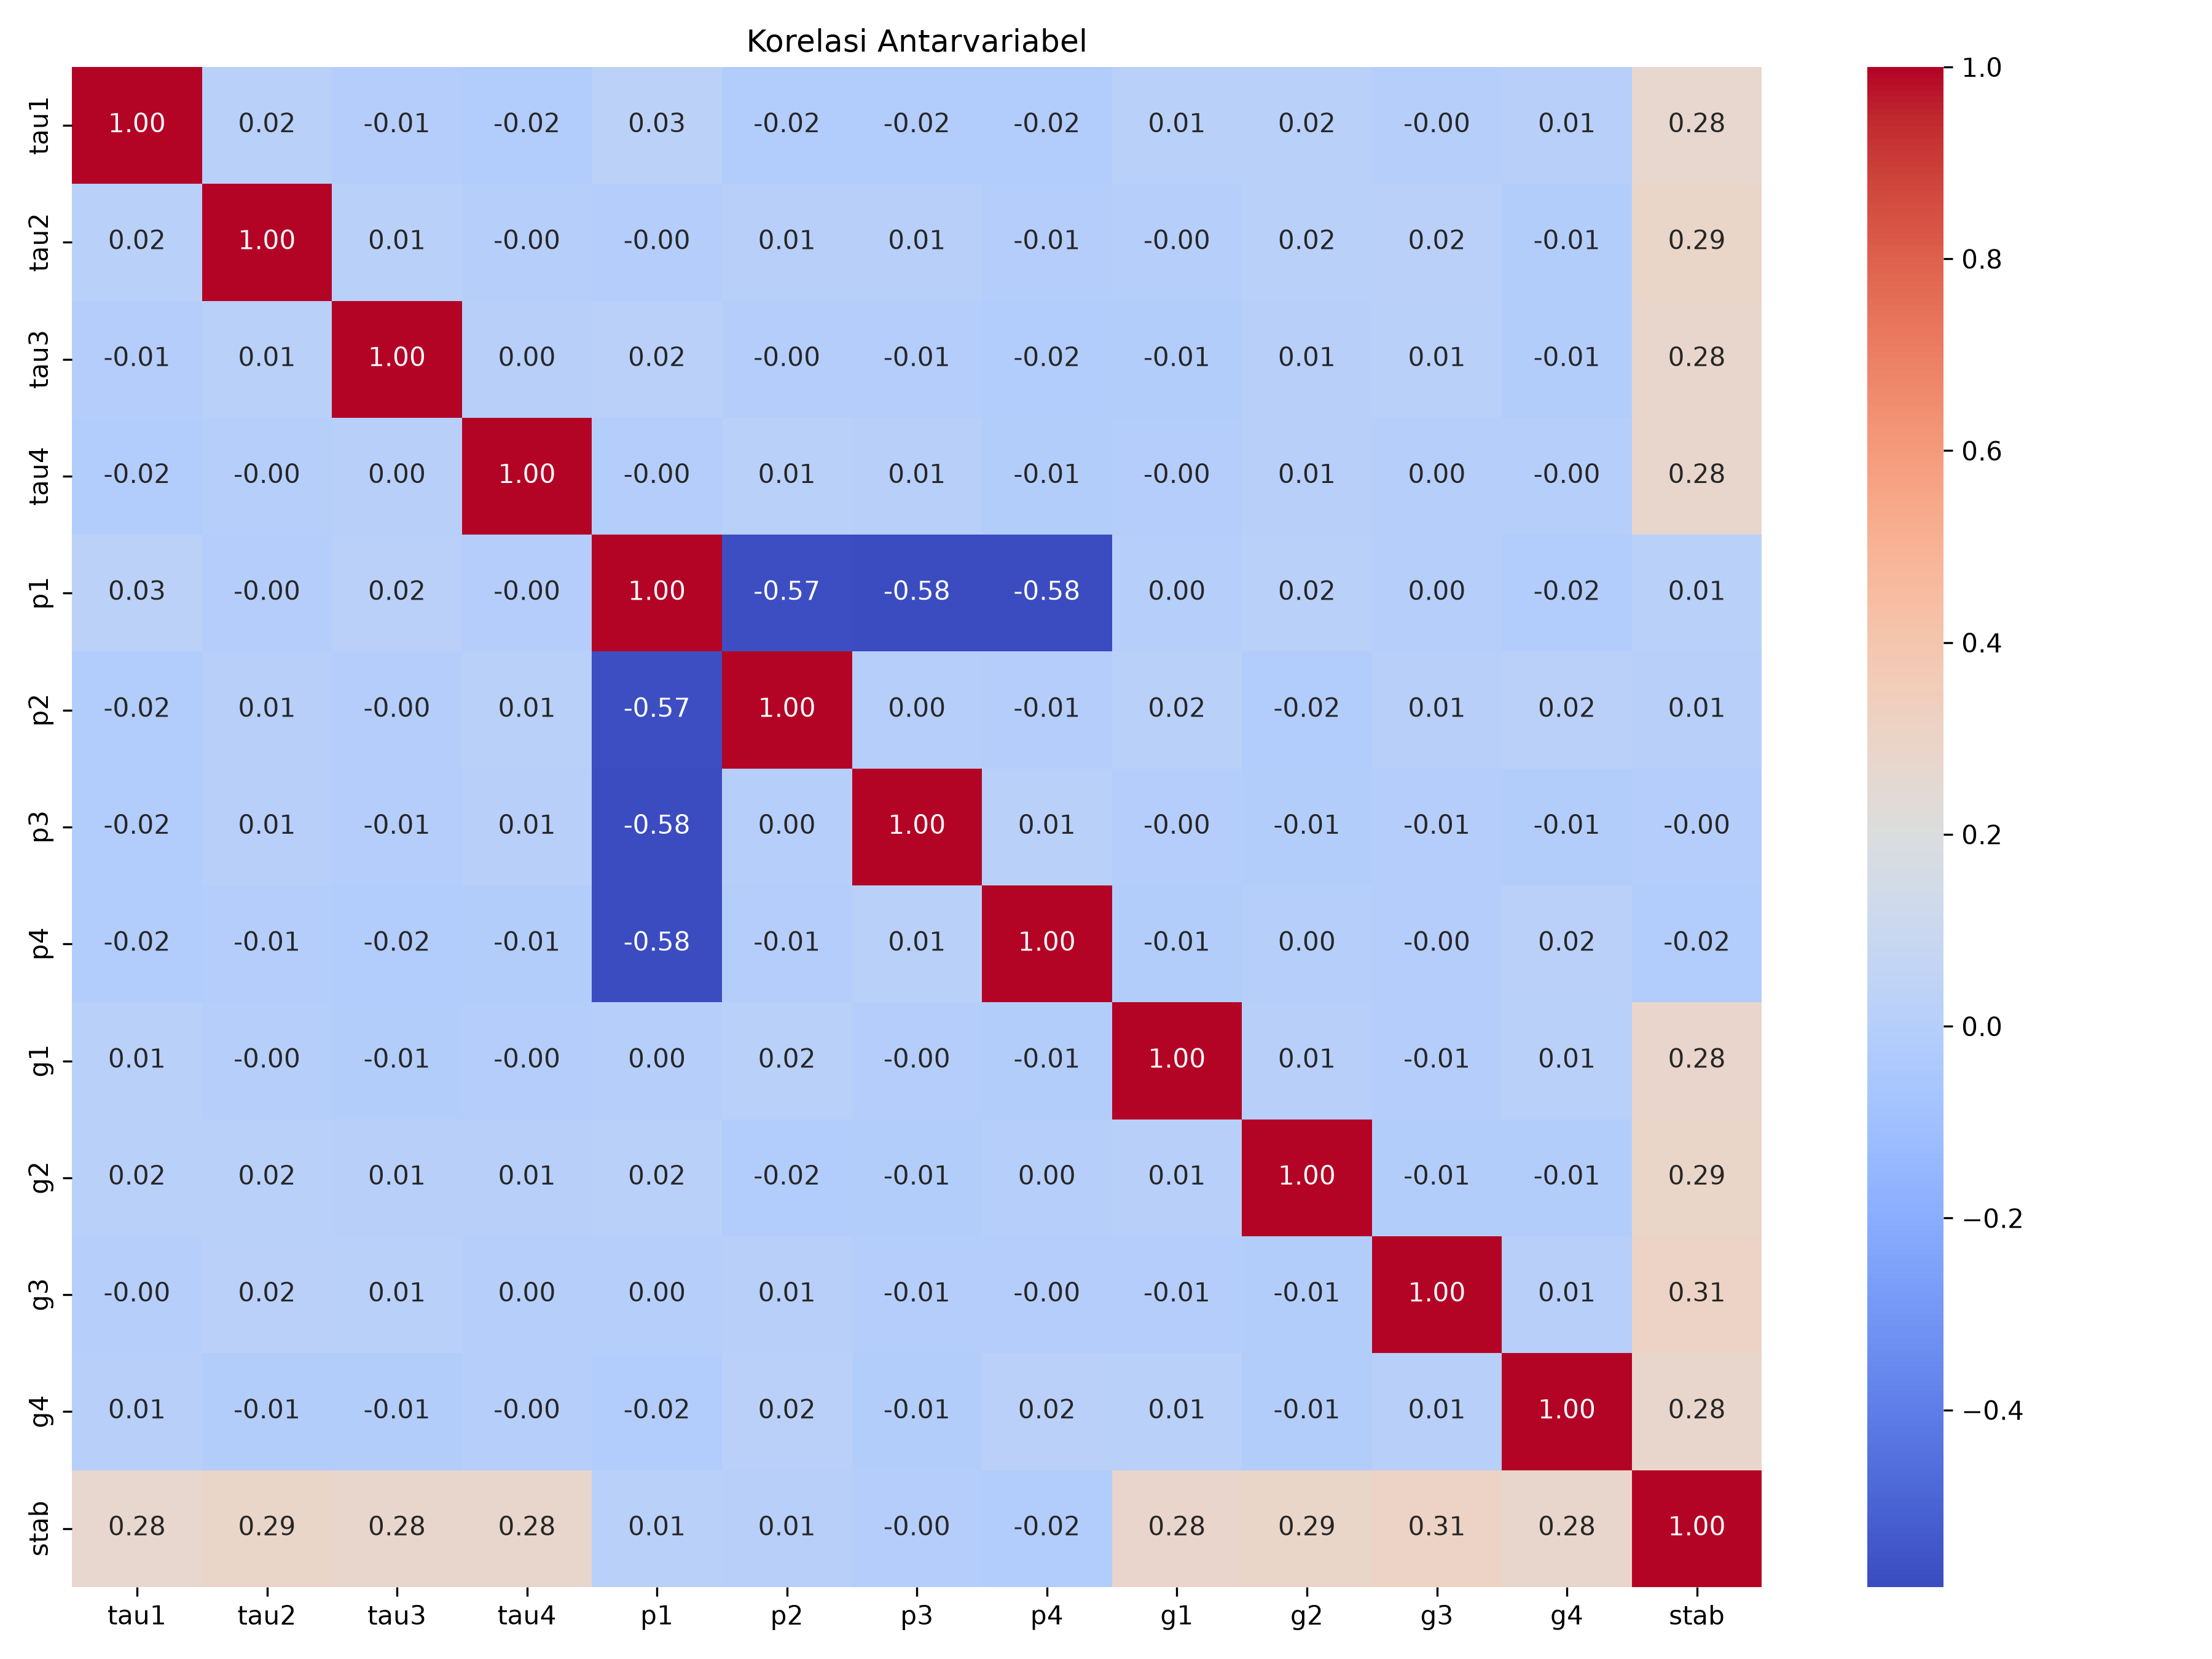 Korelasi Antarvariabel
tau1 1.00 0.02 -0.01 -0.02 0.03 -0.02 -0.02 -0.02 0.01 0.02 -0.00 0.01 0.28
tau2 0.02 1.00 0.01 -0.00 -0.00 0.01 0.01 -0.01 -0.00 0.02 0.02 -0.01 0.29
tau3 -0.01 0.01 1.00 0.00 0.02 -0.00 -0.01 -0.02 -0.01 0.01 0.01 -0.01 0.28
tau4 -0.02 -0.00 0.00 1.00 -0.00 0.01 0.01 -0.01 -0.00 0.01 0.00 -0.00 0.28
p1 0.03 -0.00 0.02 -0.00 1.00 -0.57 -0.58 -0.58 0.00 0.02 0.00 -0.02 0.01
p2 -0.02 0.01 -0.00 0.01 -0.57 1.00 0.00 -0.01 0.02 -0.02 0.01 0.02 0.01
p3 -0.02 0.01 -0.01 0.01 -0.58 0.00 1.00 0.01 -0.00 -0.01 -0.01 -0.01 -0.00
p4 -0.02 -0.01 -0.02 -0.01 -0.58 -0.01 0.01 1.00 -0.01 0.00 -0.00 0.02 -0.02
g1 0.01 -0.00 -0.01 -0.00 0.00 0.02 -0.00 -0.01 1.00 0.01 -0.01 0.01 0.28
g2 0.02 0.02 0.01 0.01 0.02 -0.02 -0.01 0.00 0.01 1.00 -0.01 -0.01 0.29
g3 -0.00 0.02 0.01 0.00 0.00 0.01 -0.01 -0.00 -0.01 -0.01 1.00 0.01 0.31
g4 0.01 -0.01 -0.01 -0.00 -0.02 0.02 -0.01 0.02 0.01 -0.01 0.01 1.00 0.28
stab 0.28 0.29 0.28 0.28 0.01 0.01 -0.00 -0.02 0.28 0.29 0.31 0.28 1.00
tau1 tau2 tau3 tau4 p1 p2 p3 p4 g1 g2 g3 g4 stab
1.0
0.8
0.6
0.4
0.2
0.0
−0.2
−0.4